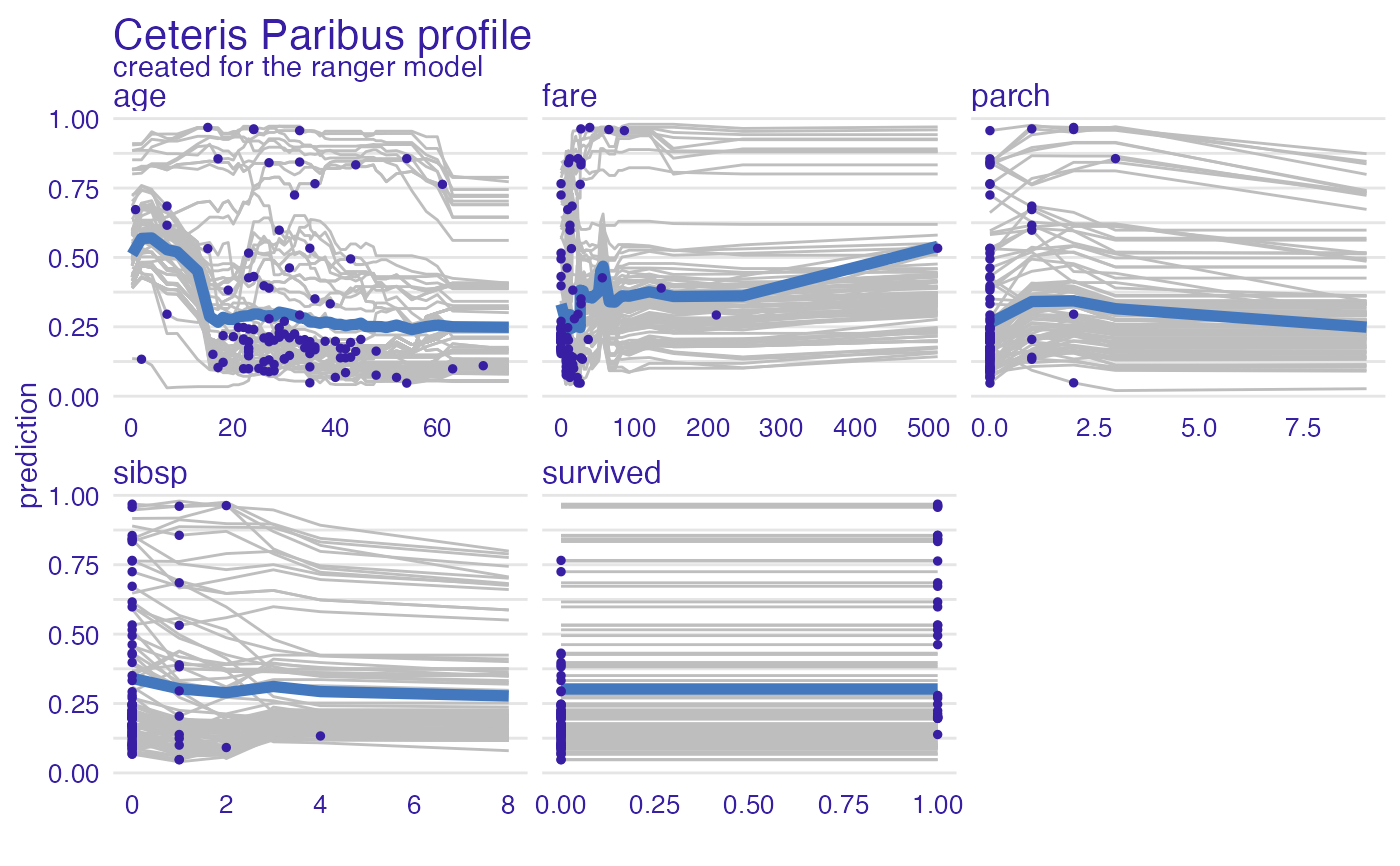 Ceteris Paribus profile
created for the ranger model
age
fare
parch
1.00
0.75
0.50
0.25
0.00
0 20 40 60
0 100 200 300 400 500
0.0 2.5 5.0 7.5
prediction
sibsp
survived
1.00
0.75
0.50
0.25
0.00
0 2 4 6 8
0.00 0.25 0.50 0.75 1.00